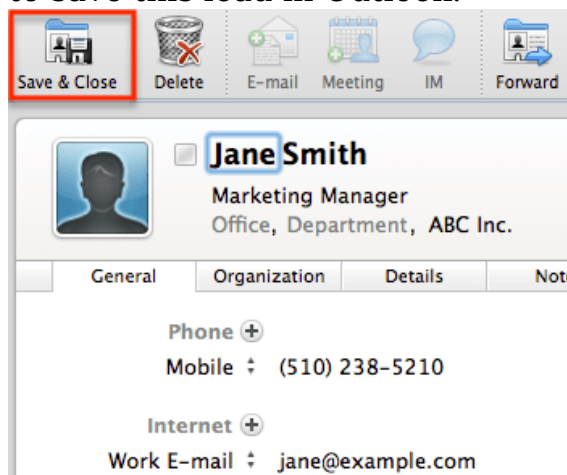 Save & Close Delete E-mail Meeting IM Forward
Jane Smith
Marketing Manager
Office, Department, ABC Inc.
General Organization Details
Phone
Mobile (510) 238-5210
Internet
Work E-mail jane@example.com